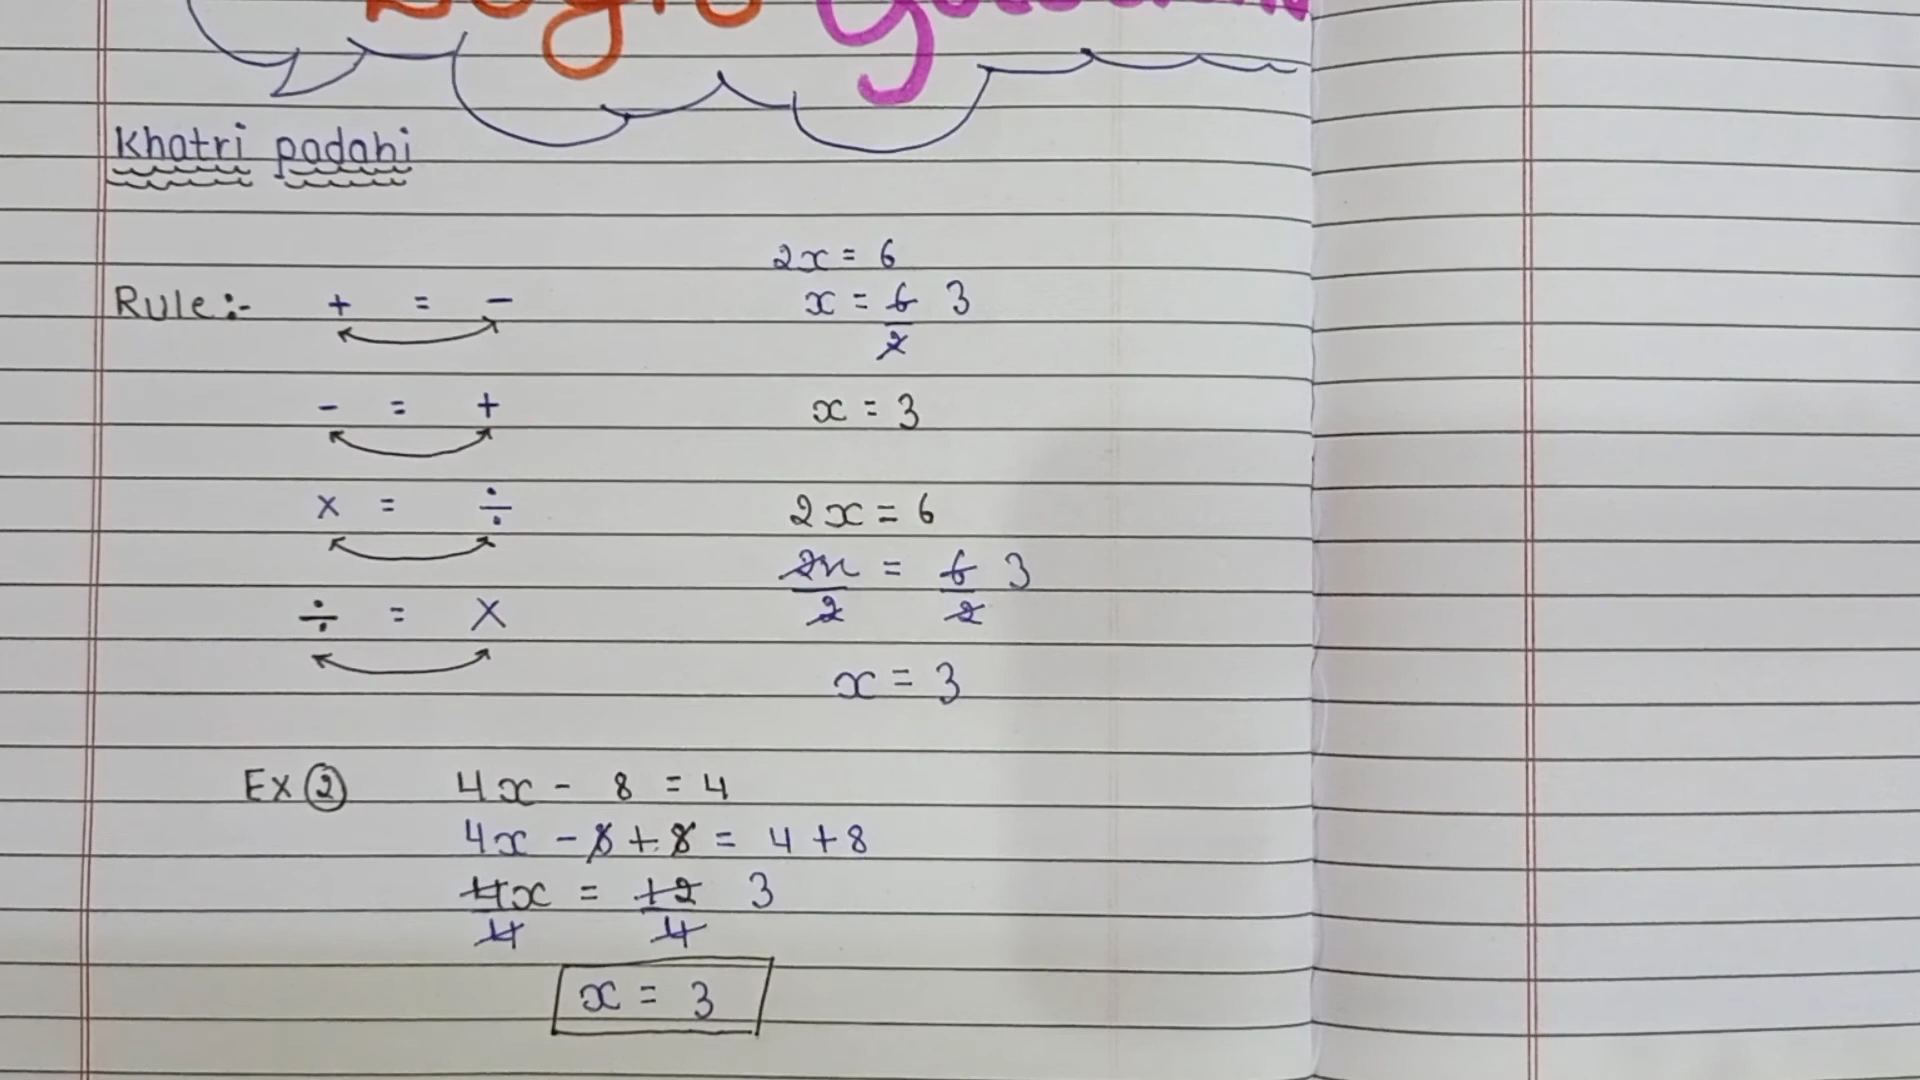 Khatri padahi
Rule:- + = -
- = +
x = ÷
÷ = x
2x = 6
x = 6/2 3
x = 3
2x = 6
2x/2 = 6/2 3
x = 3
Ex ② 4x - 8 = 4
4x - 8 + 8 = 4 + 8
4x/4 = 12/4 3
x = 3